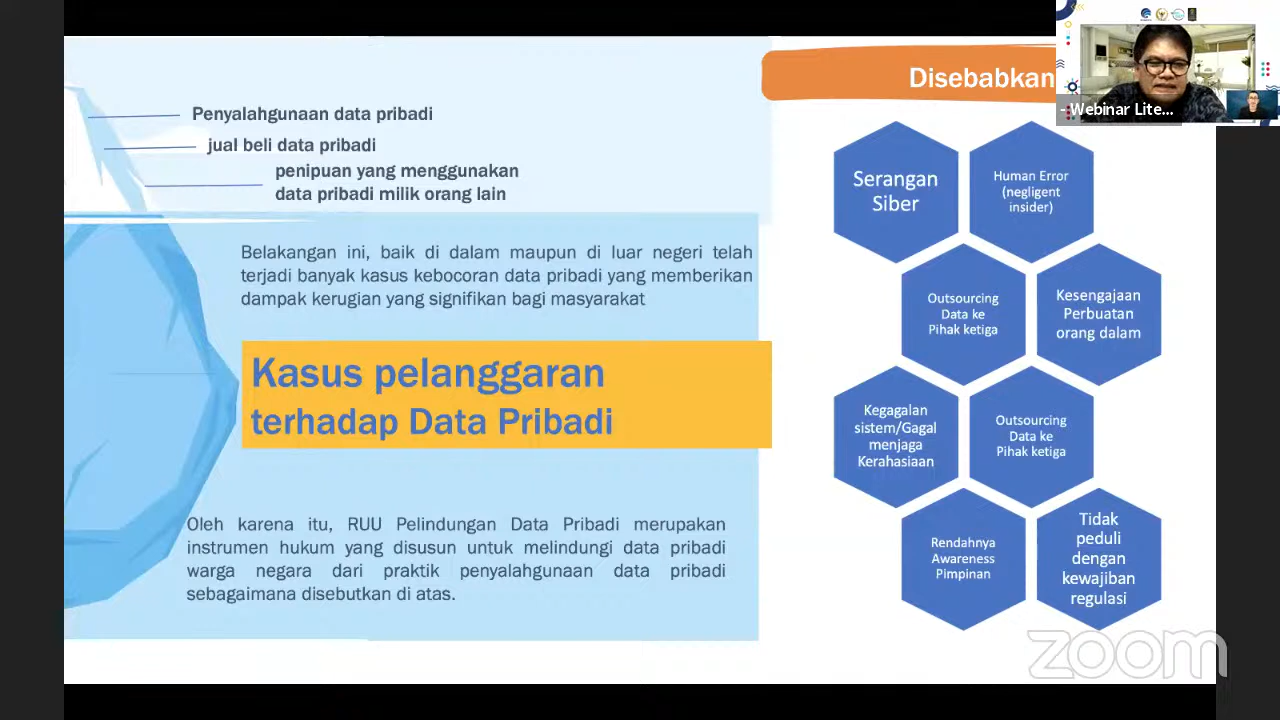 Penyalahgunaan data pribadi
jual beli data pribadi
penipuan yang menggunakan
data pribadi milik orang lain
Belakangan ini, baik di dalam maupun di luar negeri telah
terjadi banyak kasus kebocoran data pribadi yang memberikan
dampak kerugian yang signifikan bagi masyarakat
Kasus pelanggaran
terhadap Data Pribadi
Oleh karena itu, RUU Pelindungan Data Pribadi merupakan
instrumen hukum yang disusun untuk melindungi data pribadi
warga negara dari praktik penyalahgunaan data pribadi
sebagaimana disebutkan di atas.
Disebabkan
- Webinar Lite...
Serangan
Siber
Human Error
(negligent
insider)
Outsourcing
Data ke
Pihak ketiga
Kesengajaan
Perbuatan
orang dalam
Kegagalan
sistem/Gagal
menjaga
Kerahasiaan
Outsourcing
Data ke
Pihak ketiga
Rendahnya
Awareness
Pimpinan
Tidak
peduli
dengan
kewajiban
regulasi
zoom